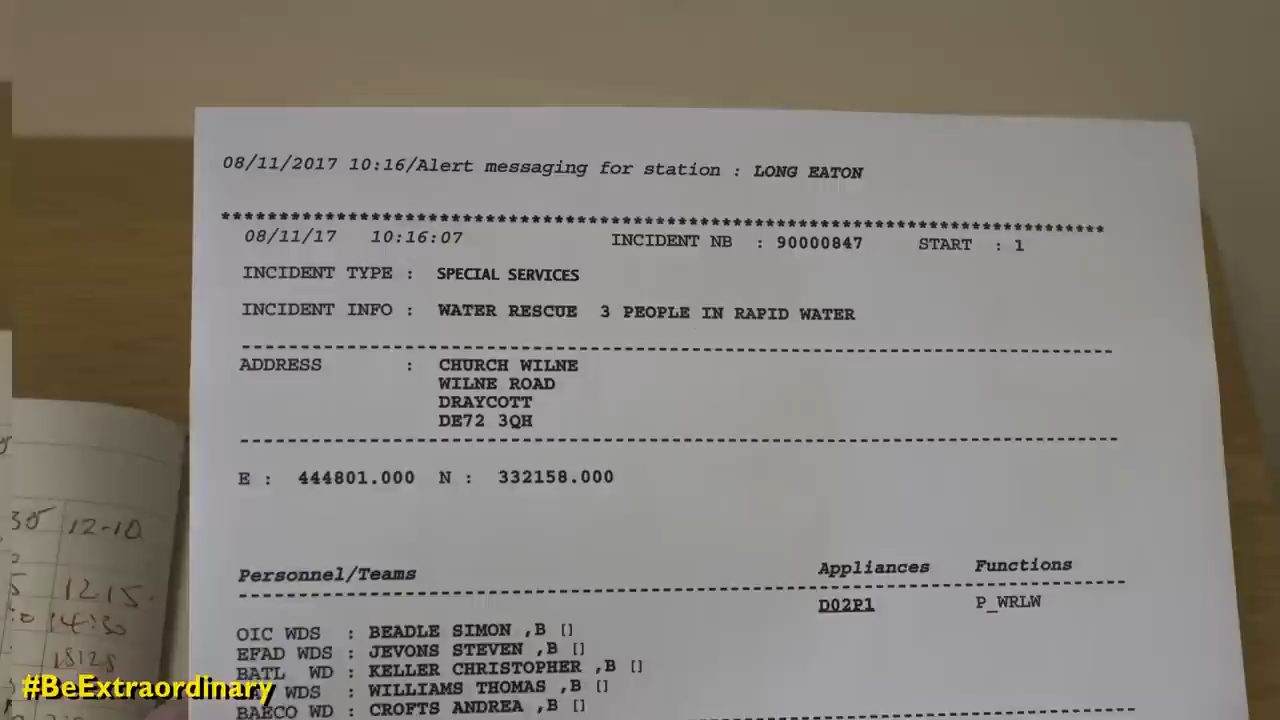 08/11/2017 10:16/Alert messaging for station : LONG EATON
************************************************************************************
08/11/17 10:16:07 INCIDENT NB : 90000847 START : 1
INCIDENT TYPE : SPECIAL SERVICES
INCIDENT INFO : WATER RESCUE 3 PEOPLE IN RAPID WATER
ADDRESS : CHURCH WILNE
WILNE ROAD
DRAYCOTT
DE72 3QH
E : 444801.000 N : 332158.000
Personnel/Teams Appliances Functions
D02P1 P_WRLW
OIC WDS : BEADLE SIMON ,B []
EFAD WDS : JEVONS STEVEN ,B []
BATL WD : KELLER CHRISTOPHER ,B []
WDS : WILLIAMS THOMAS ,B []
BAECO WD : CROFTS ANDREA ,B []
12-10
1215
14:30
#BeExtraordinary